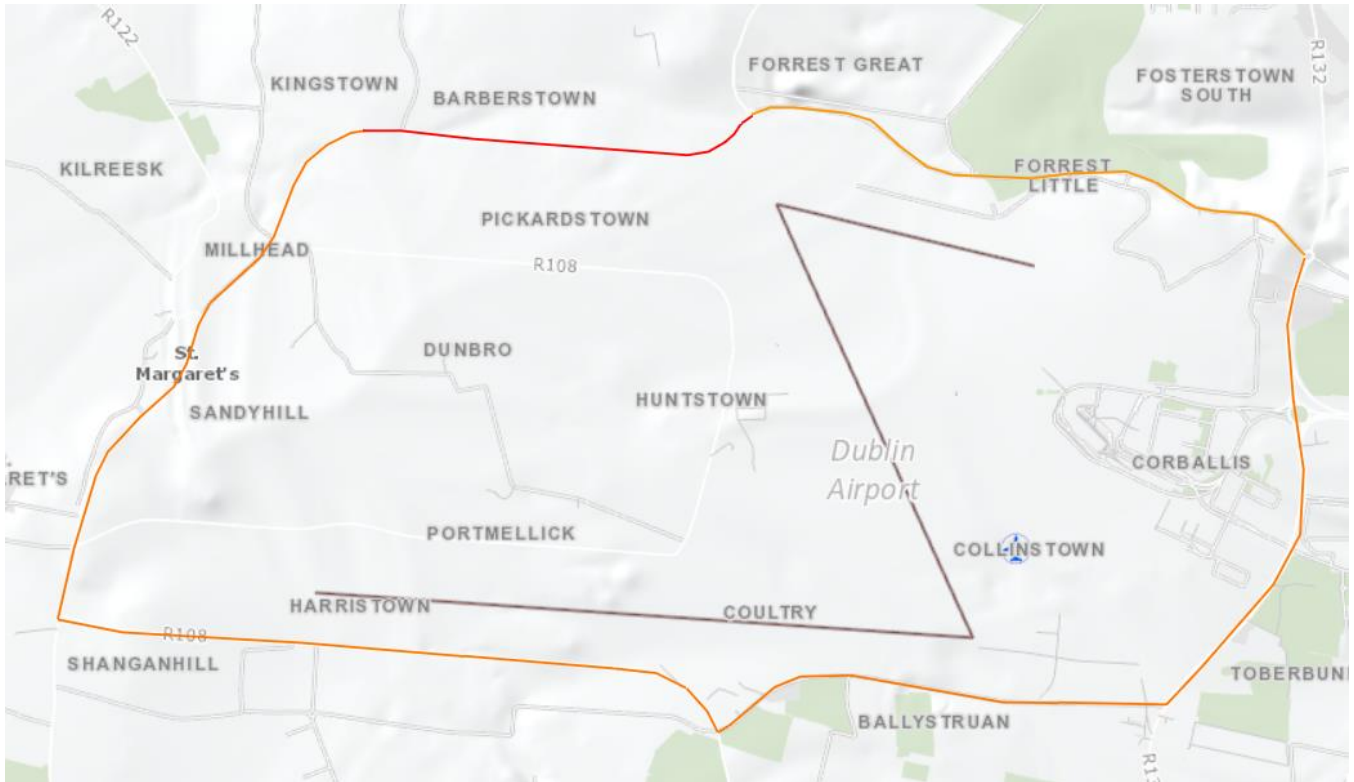 R122
FORREST GREAT
R132
KINGSTOWN
FOSTERSTOWN
SOUTH
BARBERSTOWN
KILREESK
FORREST
LITTLE
PICKARDSTOWN
MILLHEAD
R108
St.
Margaret's
DUNBRO
HUNTSTOWN
SANDYHILL
Dublin
Airport
CORBALLIS
RET'S
PORTMELLICK
COLLINSTOWN
HARRISTOWN
COULTRY
R108
SHANGANHILL
TOBERBUN
BALLYSTRUAN
R13